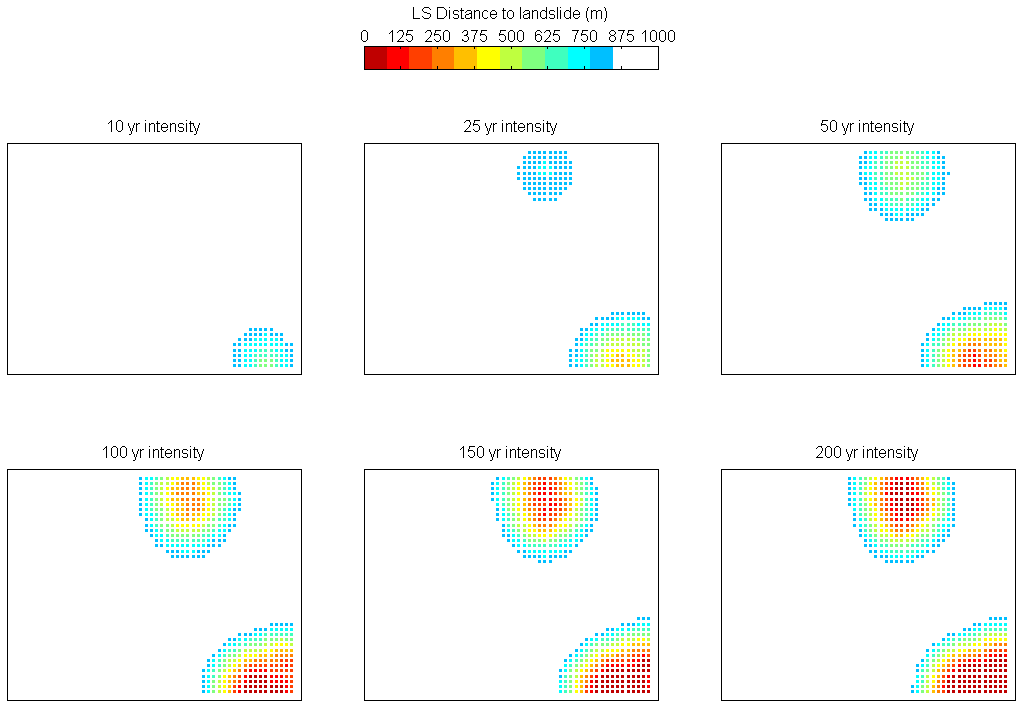 LS Distance to landslide (m)
0 125 250 375 500 625 750 875 1000
10 yr intensity 25 yr intensity 50 yr intensity
100 yr intensity 150 yr intensity 200 yr intensity